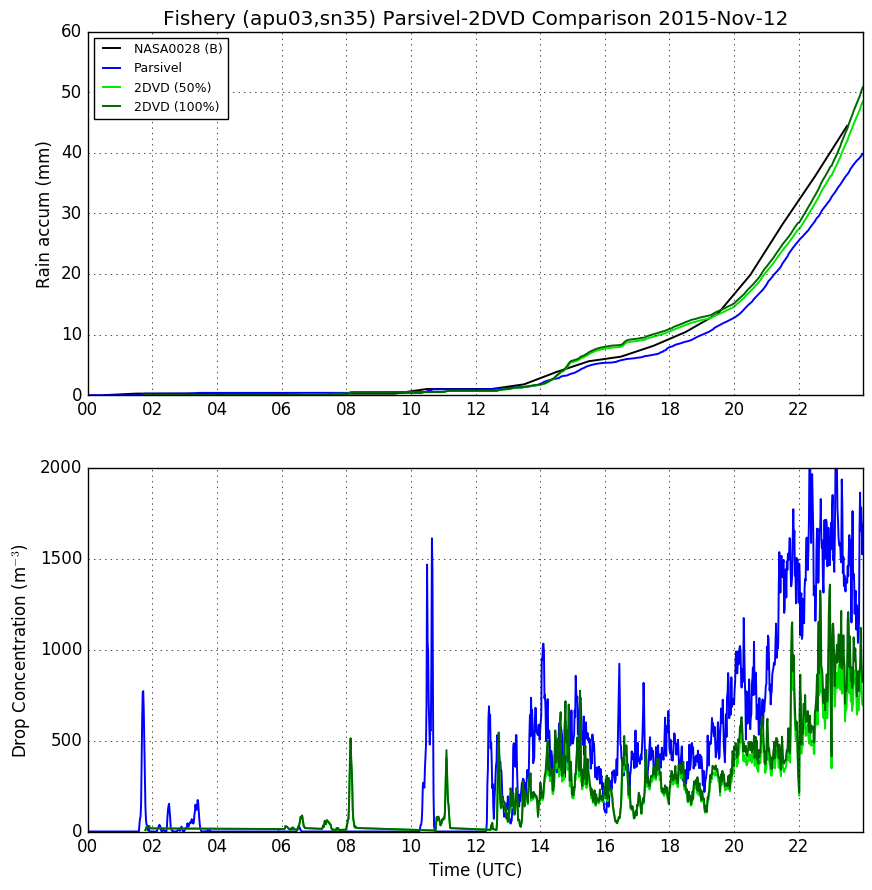 Fishery (apu03,sn35) Parsivel-2DVD Comparison 2015-Nov-12
60
50
40
30
20
10
0
Rain accum (mm)
NASA0028 (B)
Parsivel
2DVD (50%)
2DVD (100%)
00 02 04 06 08 10 12 14 16 18 20 22
2000
1500
1000
500
0
Drop Concentration (m⁻³)
00 02 04 06 08 10 12 14 16 18 20 22
Time (UTC)